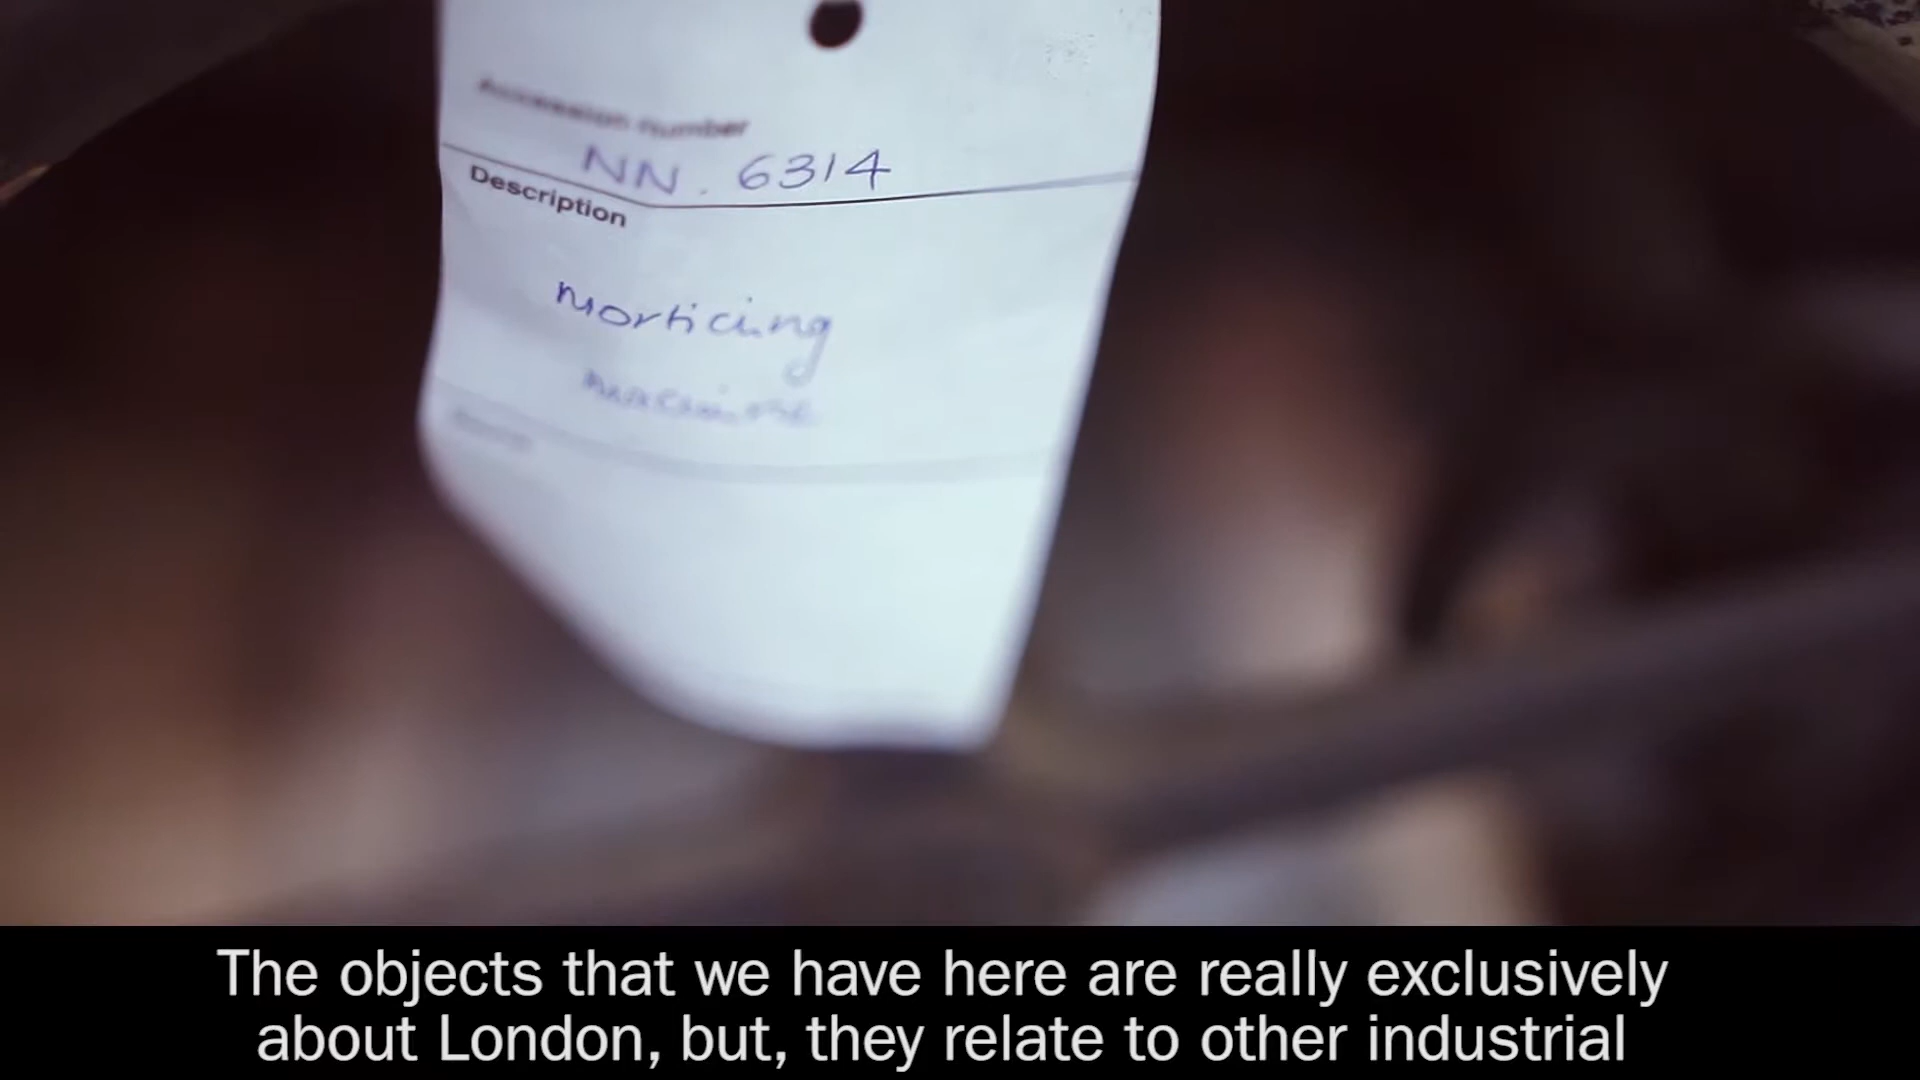 Accession number
NN. 6314
Description
morticing
machine
The objects that we have here are really exclusively
about London, but, they relate to other industrial